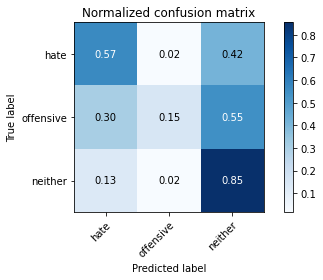 Normalized confusion matrix
True label
hate
0.57 0.02 0.42
offensive
0.30 0.15 0.55
neither
0.13 0.02 0.85
hate
offensive
neither
Predicted label
0.8
0.7
0.6
0.5
0.4
0.3
0.2
0.1